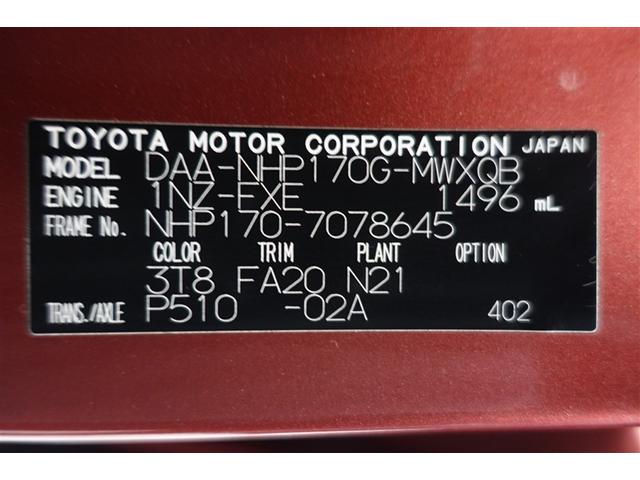 TOYOTA MOTOR CORPORATION JAPAN
MODEL DAA-NHP170G-MWXQB
ENGINE 1NZ-FXE 1496 mL
FRAME No. NHP170-7078645
COLOR TRIM PLANT OPTION
3T8 FA20 N21
TRANS./AXLE P510 -02A 402